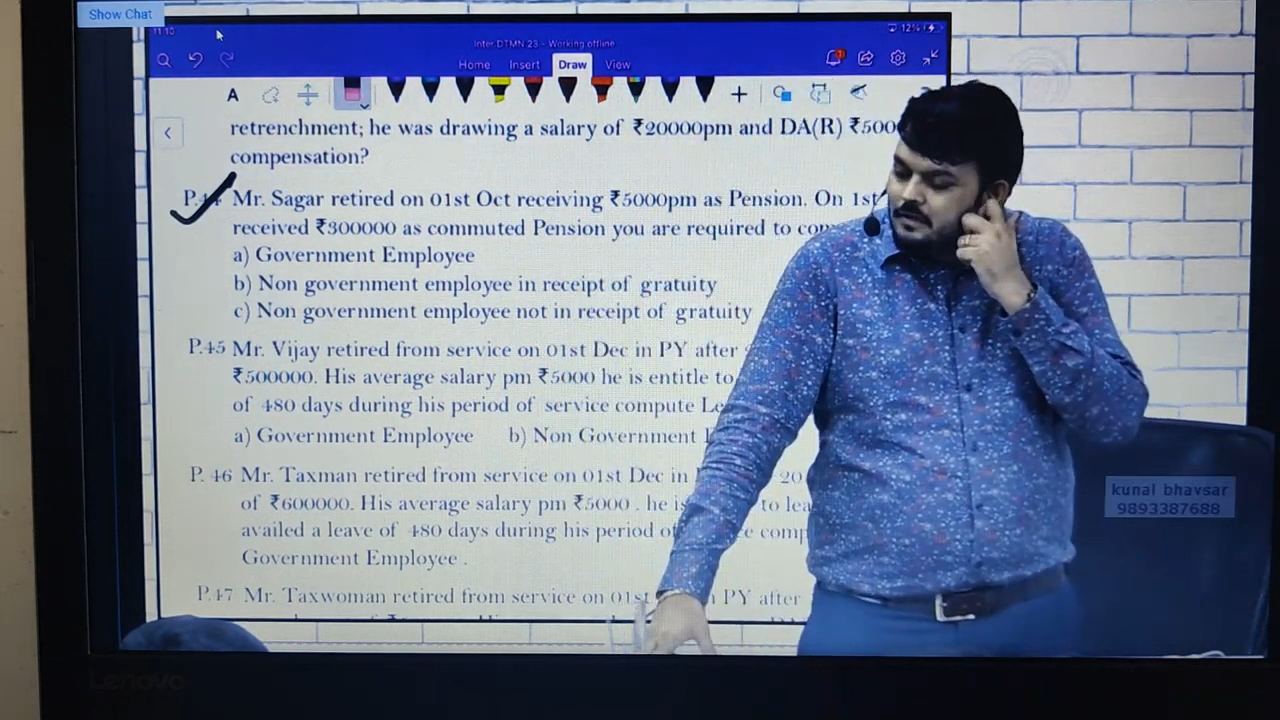 Show Chat
11:10
12%
Inter DTMN 23 - Working offline
Home Insert Draw View
A
retrenchment; he was drawing a salary of ₹20000pm and DA(R) ₹500
compensation?
P.44 Mr. Sagar retired on 01st Oct receiving ₹5000pm as Pension. On 1st
received ₹300000 as commuted Pension you are required to
a) Government Employee
b) Non government employee in receipt of gratuity
c) Non government employee not in receipt of gratuity
P.45 Mr. Vijay retired from service on 01st Dec in PY after
₹500000. His average salary pm ₹5000 he is entitle to
of 480 days during his period of service compute Le
a) Government Employee b) Non Government
P. 46 Mr. Taxman retired from service on 01st Dec in 20
of ₹600000. His average salary pm ₹5000 . he is to lea
availed a leave of 480 days during his period of comp
Government Employee .
P.47 Mr. Taxwoman retired from service on 01st PY after
kunal bhavsar
9893387688
Lenovo